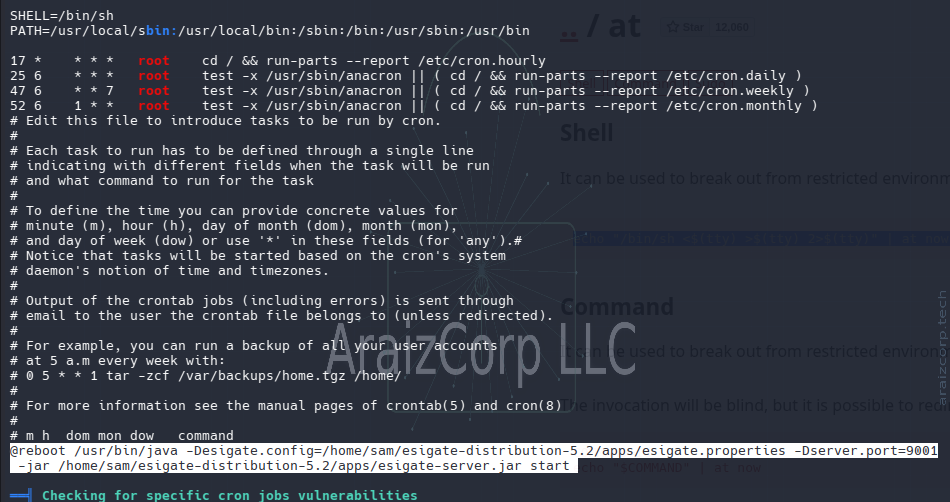 SHELL=/bin/sh
PATH=/usr/local/sbin:/usr/local/bin:/sbin:/bin:/usr/sbin:/usr/bin
17 *    * * *   root    cd / && run-parts --report /etc/cron.hourly
25 6    * * *   root    test -x /usr/sbin/anacron || ( cd / && run-parts --report /etc/cron.daily )
47 6    * * 7   root    test -x /usr/sbin/anacron || ( cd / && run-parts --report /etc/cron.weekly )
52 6    1 * *   root    test -x /usr/sbin/anacron || ( cd / && run-parts --report /etc/cron.monthly )
# Edit this file to introduce tasks to be run by cron.
#
# Each task to run has to be defined through a single line
# indicating with different fields when the task will be run
# and what command to run for the task
#
# To define the time you can provide concrete values for
# minute (m), hour (h), day of month (dom), month (mon),
# and day of week (dow) or use '*' in these fields (for 'any').#
# Notice that tasks will be started based on the cron's system
# daemon's notion of time and timezones.
#
# Output of the crontab jobs (including errors) is sent through
# email to the user the crontab file belongs to (unless redirected).
#
# For example, you can run a backup of all your user accounts
# at 5 a.m every week with:
# 0 5 * * 1 tar -zcf /var/backups/home.tgz /home/
#
# For more information see the manual pages of crontab(5) and cron(8)
#
# m h  dom mon dow   command
@reboot /usr/bin/java -Desigate.config=/home/sam/esigate-distribution-5.2/apps/esigate.properties -Dserver.port=9001
 -jar /home/sam/esigate-distribution-5.2/apps/esigate-server.jar start
Checking for specific cron jobs vulnerabilities
.. / at
Star 12,060
Shell
It can be used to break out from restricted environm
Command
It can be used to break out from restricted environm
The invocation will be blind, but it is possible to redi
echo "$COMMAND" | at now
AraizCorp LLC
araizcorp.tech